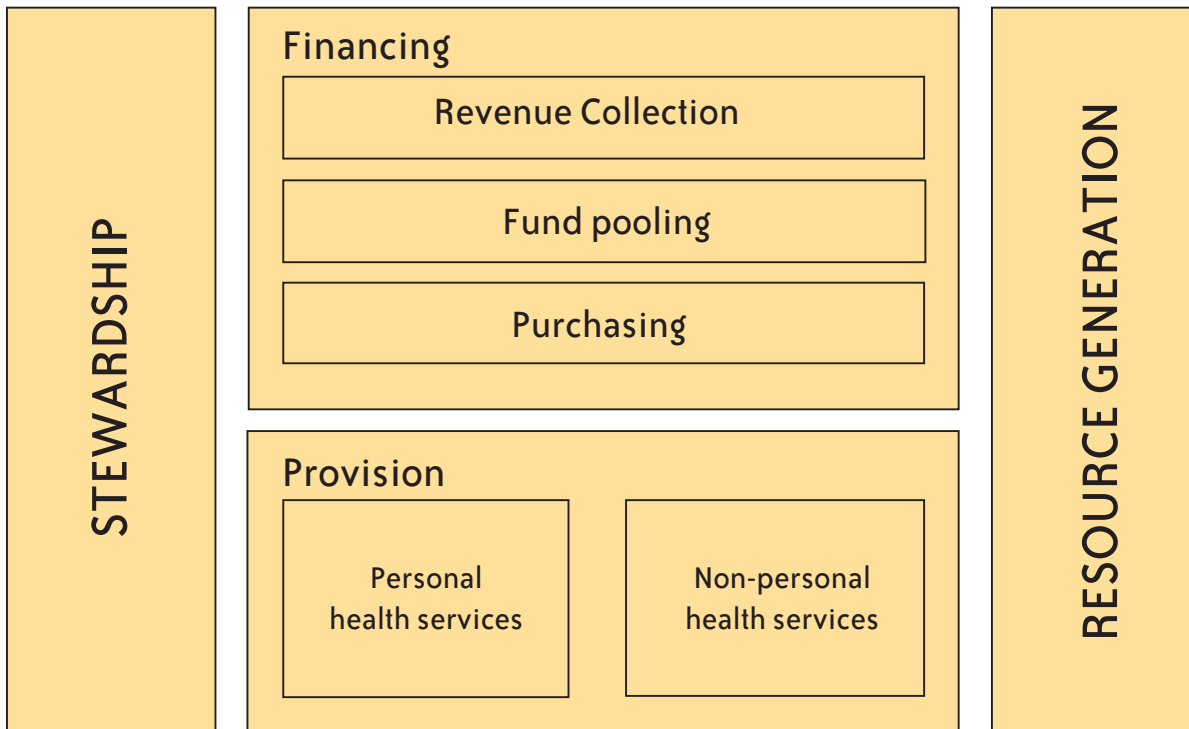 STEWARDSHIP
Financing
Revenue Collection
Fund pooling
Purchasing
Provision
Personal
health services
Non-personal
health services
RESOURCE GENERATION